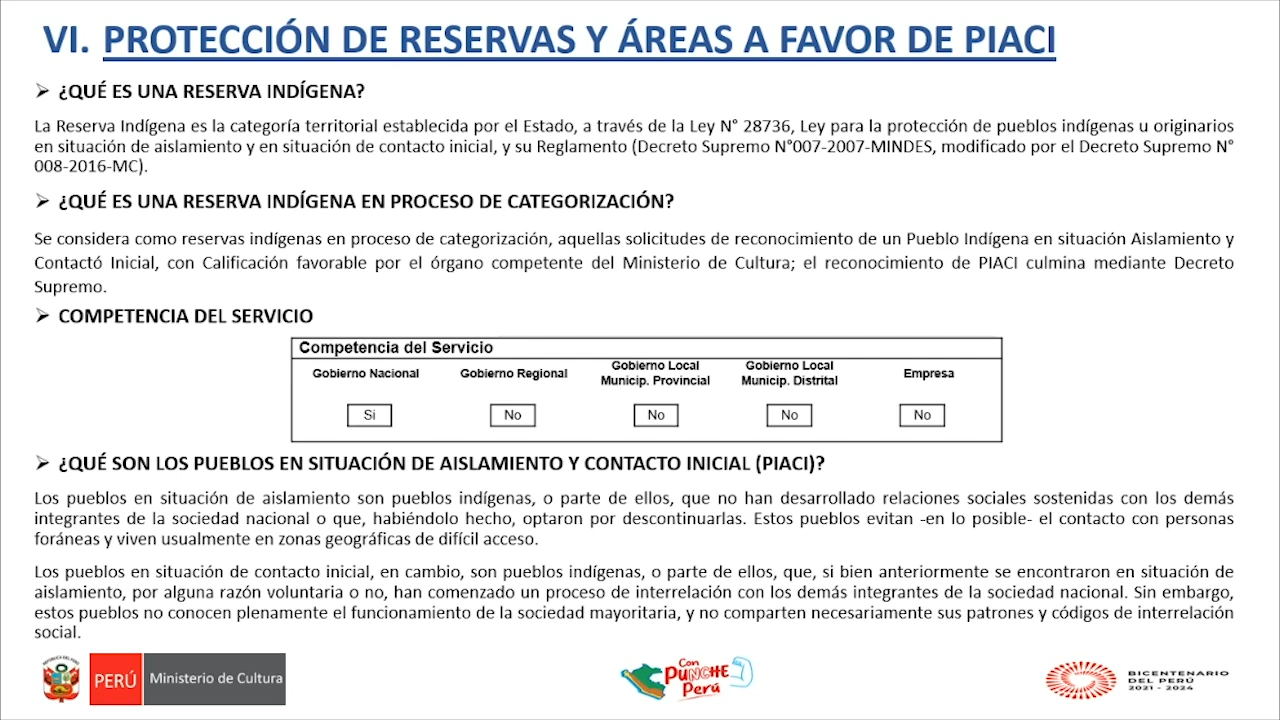 VI. PROTECCIÓN DE RESERVAS Y ÁREAS A FAVOR DE PIACI
➢ ¿QUÉ ES UNA RESERVA INDÍGENA?
La Reserva Indígena es la categoría territorial establecida por el Estado, a través de la Ley N° 28736, Ley para la protección de pueblos indígenas u originarios
en situación de aislamiento y en situación de contacto inicial, y su Reglamento (Decreto Supremo N°007-2007-MINDES, modificado por el Decreto Supremo N°
008-2016-MC).
➢ ¿QUÉ ES UNA RESERVA INDÍGENA EN PROCESO DE CATEGORIZACIÓN?
Se considera como reservas indígenas en proceso de categorización, aquellas solicitudes de reconocimiento de un Pueblo Indígena en situación Aislamiento y
Contactó Inicial, con Calificación favorable por el órgano competente del Ministerio de Cultura; el reconocimiento de PIACI culmina mediante Decreto
Supremo.
➢ COMPETENCIA DEL SERVICIO
Competencia del Servicio
Gobierno Nacional Gobierno Regional Gobierno Local Municip. Provincial Gobierno Local Municip. Distrital Empresa
Si No No No No
➢ ¿QUÉ SON LOS PUEBLOS EN SITUACIÓN DE AISLAMIENTO Y CONTACTO INICIAL (PIACI)?
Los pueblos en situación de aislamiento son pueblos indígenas, o parte de ellos, que no han desarrollado relaciones sociales sostenidas con los demás
integrantes de la sociedad nacional o que, habiéndolo hecho, optaron por descontinuarlas. Estos pueblos evitan -en lo posible- el contacto con personas
foráneas y viven usualmente en zonas geográficas de difícil acceso.
Los pueblos en situación de contacto inicial, en cambio, son pueblos indígenas, o parte de ellos, que, si bien anteriormente se encontraron en situación de
aislamiento, por alguna razón voluntaria o no, han comenzado un proceso de interrelación con los demás integrantes de la sociedad nacional. Sin embargo,
estos pueblos no conocen plenamente el funcionamiento de la sociedad mayoritaria, y no comparten necesariamente sus patrones y códigos de interrelación
social.
REPÚBLICA DEL PERÚ
PERÚ Ministerio de Cultura
Con
PUNCHE
Perú
BICENTENARIO
DEL PERÚ
2021 - 2024